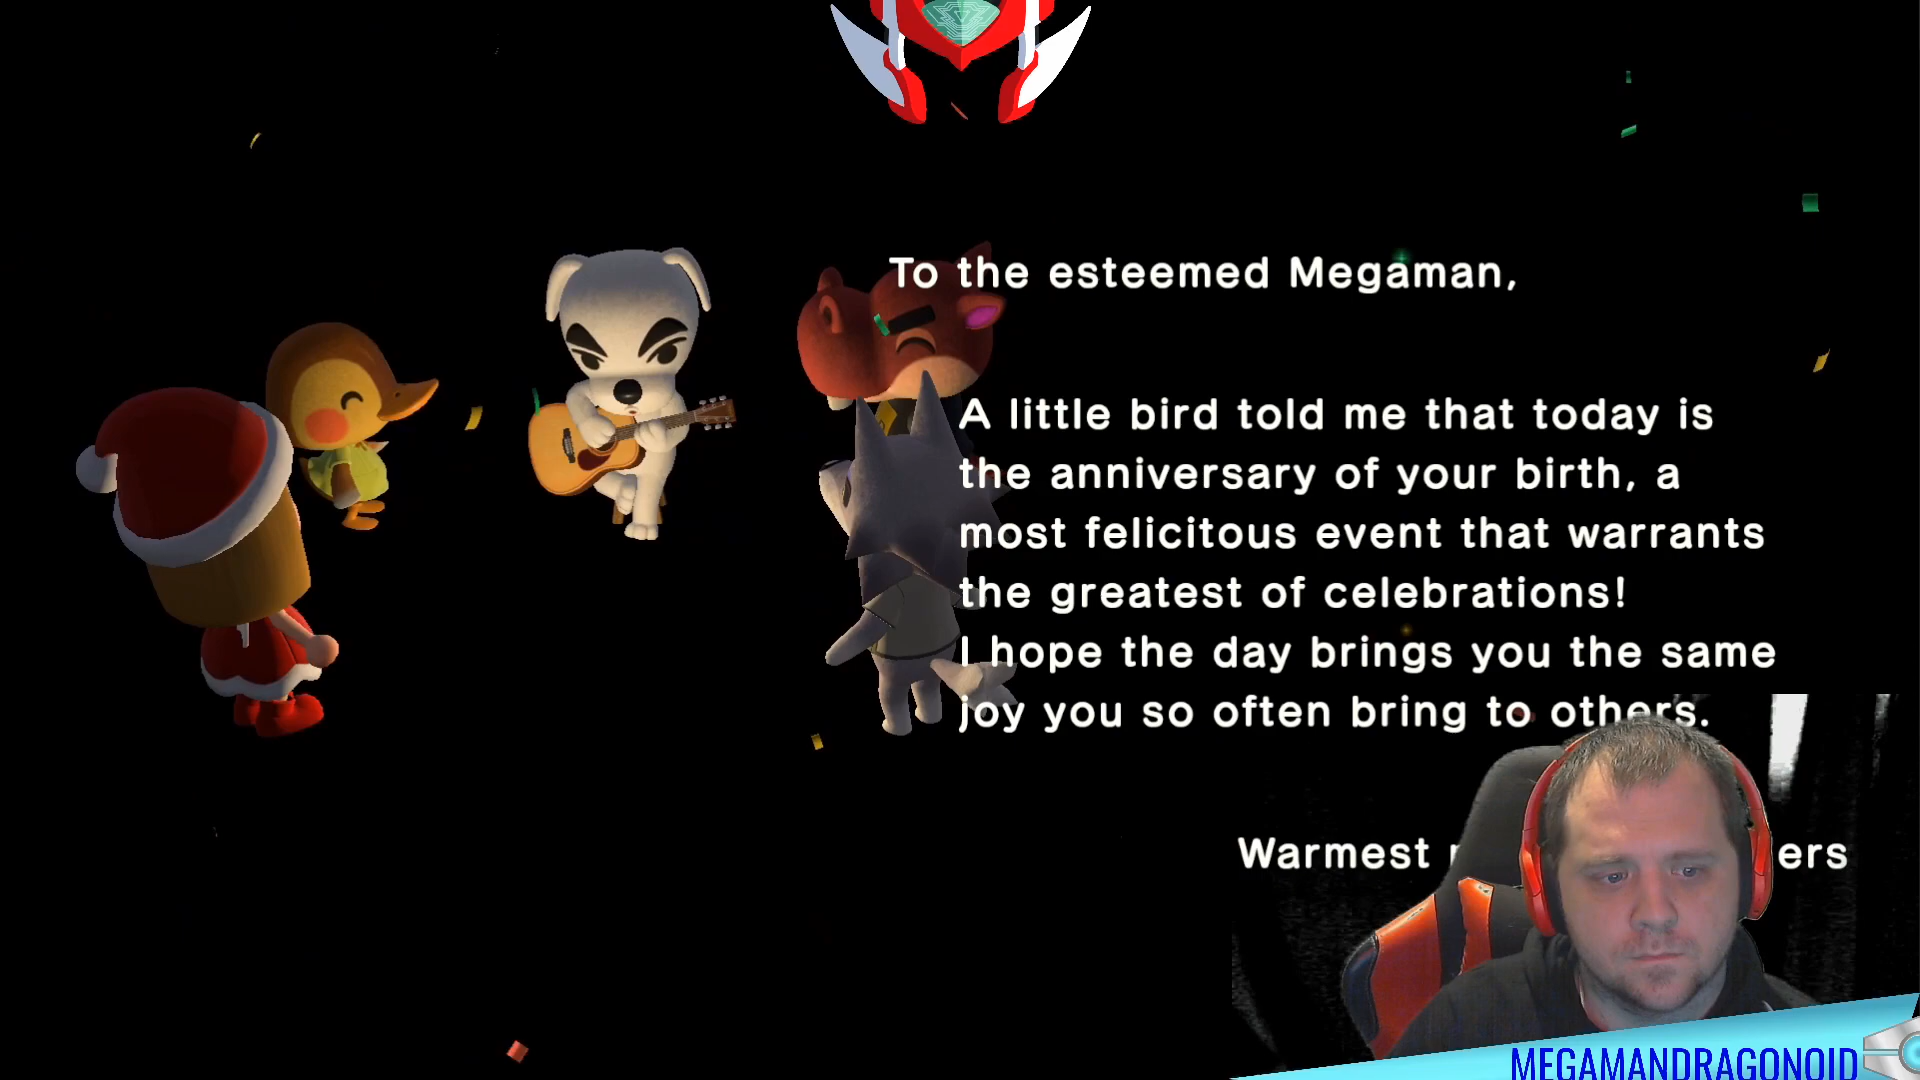 To the esteemed Megaman,
A little bird told me that today is
the anniversary of your birth, a
most felicitous event that warrants
the greatest of celebrations!
I hope the day brings you the same
joy you so often bring to others.
Warmest
MEGAMANDRAGONOID